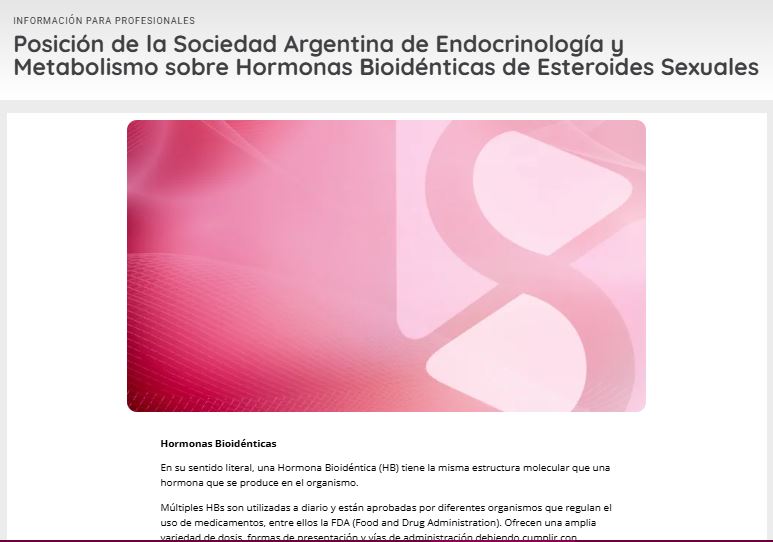 INFORMACIÓN PARA PROFESIONALES
Posición de la Sociedad Argentina de Endocrinología y
Metabolismo sobre Hormonas Bioidénticas de Esteroides Sexuales
Hormonas Bioidénticas
En su sentido literal, una Hormona Bioidéntica (HB) tiene la misma estructura molecular que una
hormona que se produce en el organismo.
Múltiples HBs son utilizadas a diario y están aprobadas por diferentes organismos que regulan el
uso de medicamentos, entre ellos la FDA (Food and Drug Administration). Ofrecen una amplia
variedad de dosis, formas de presentación y vías de administración debiendo cumplir con